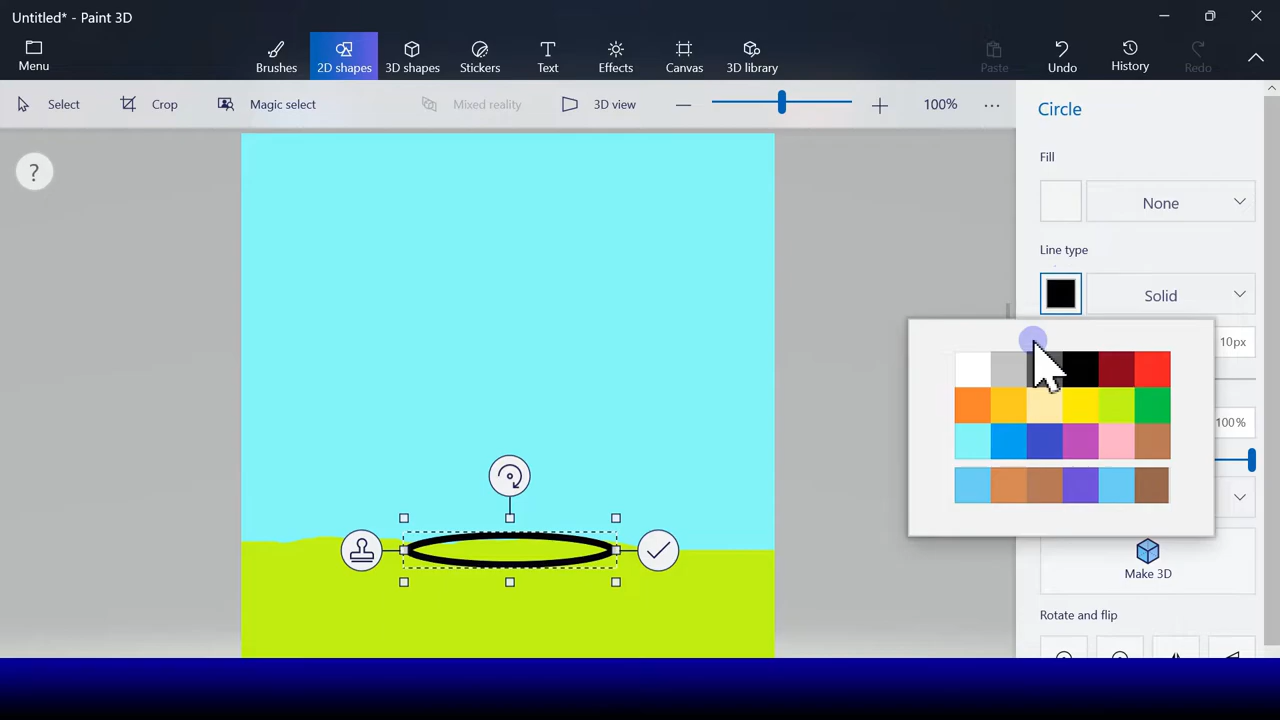 Untitled* - Paint 3D
Menu
Brushes
2D shapes
3D shapes
Stickers
Text
Effects
Canvas
3D library
Paste
Undo
History
Redo
Select
Crop
Magic select
Mixed reality
3D view
100%
Circle
?
Fill
None
Line type
Solid
10px
100%
Make 3D
Rotate and flip